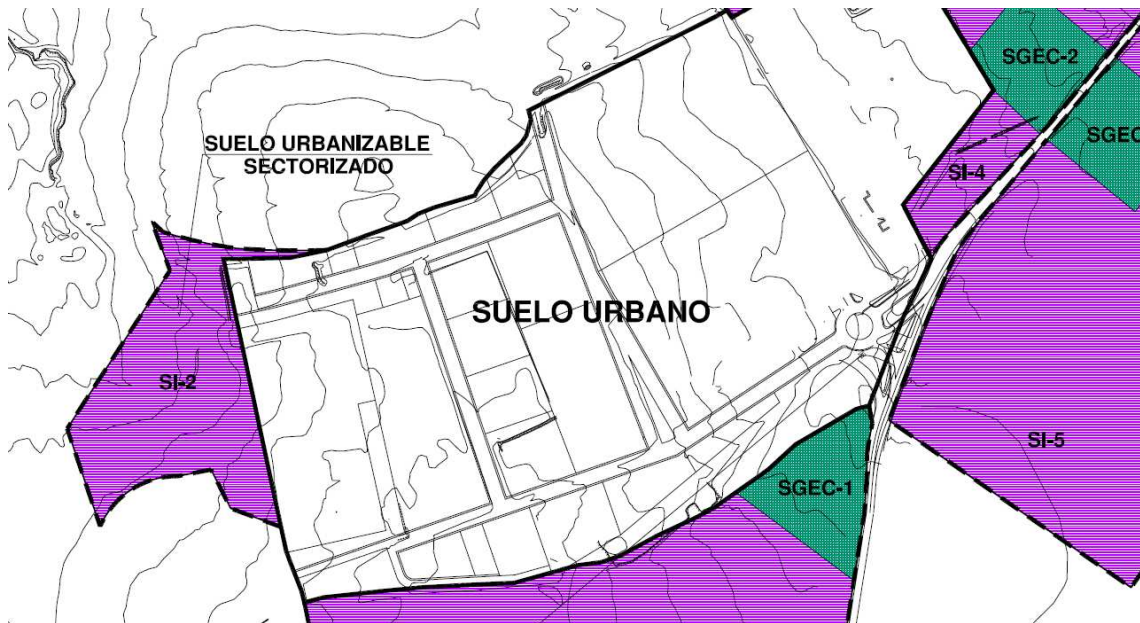 SGEC-2
SGEC
SUELO URBANIZABLE
SECTORIZADO
SI-4
SUELO URBANO
SI-2
SI-5
SGEC-1